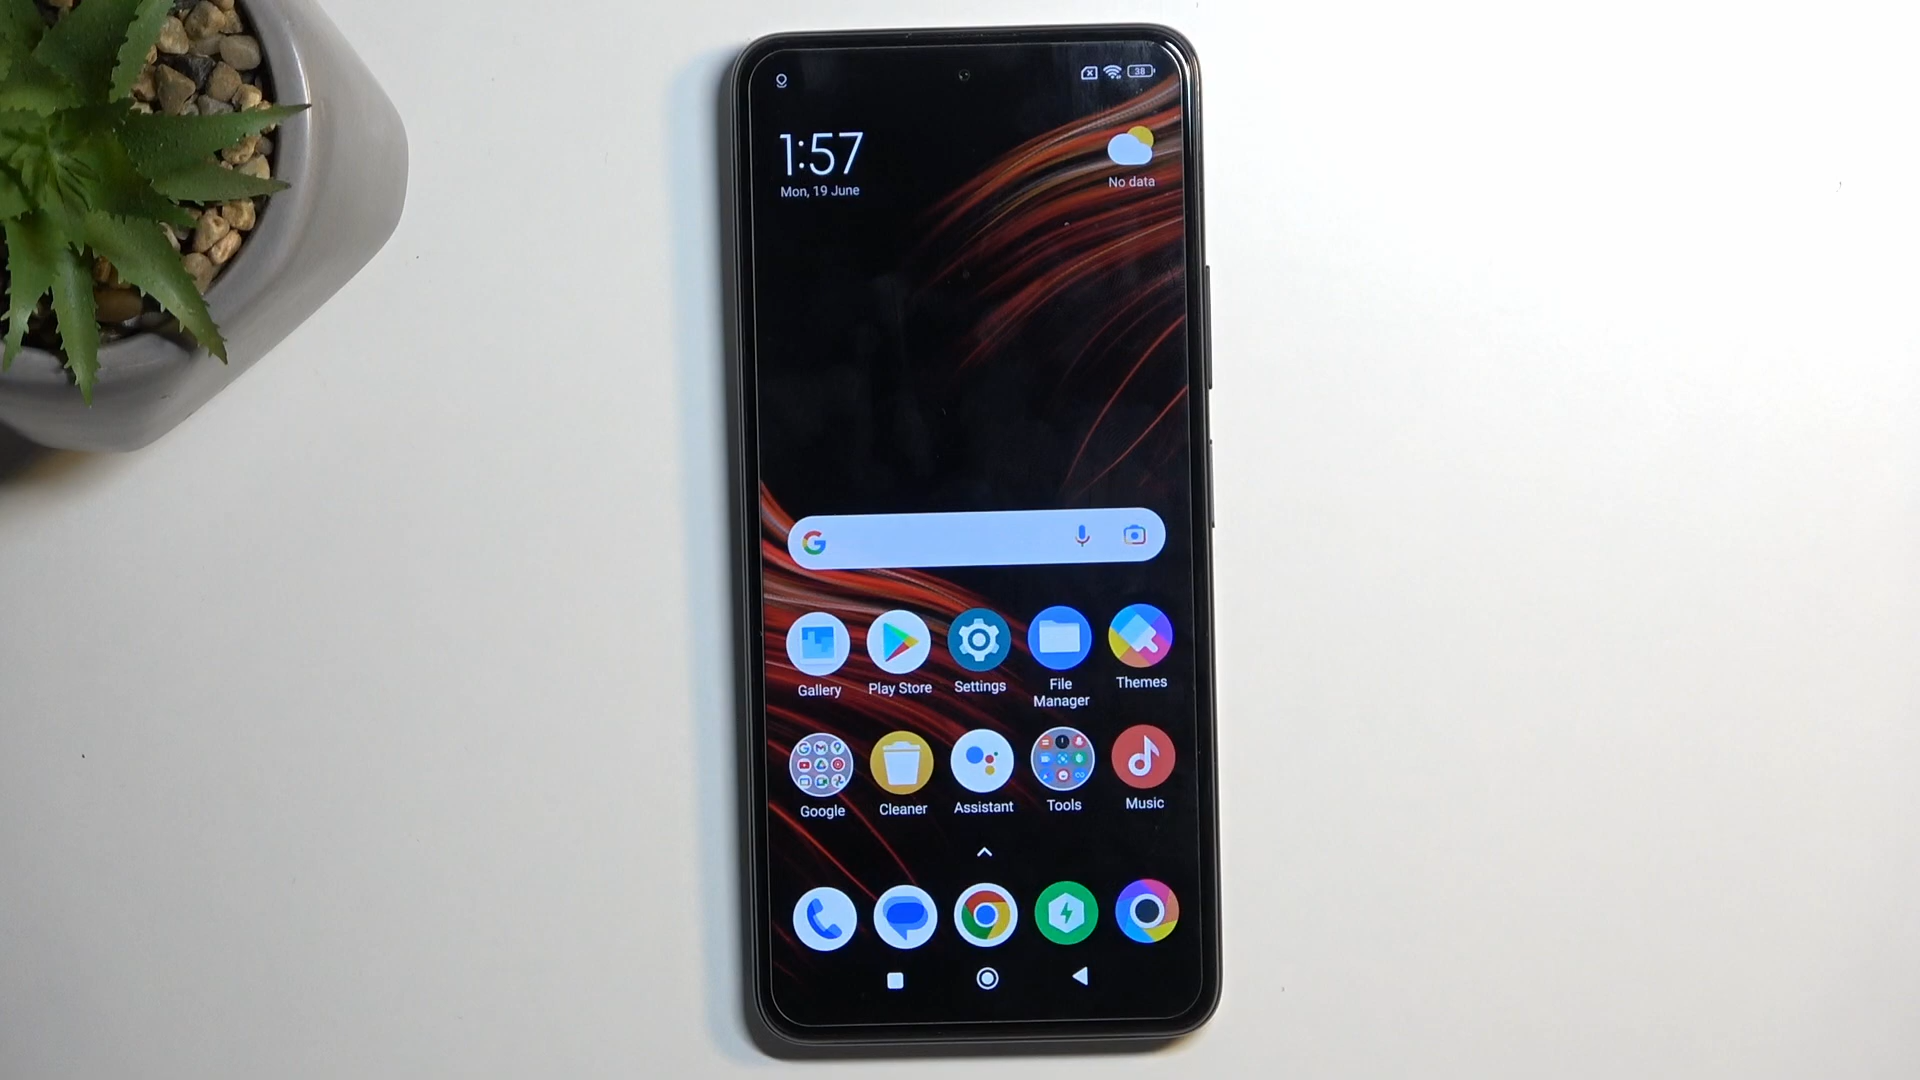 38
1:57
Mon, 19 June
No data
Gallery
Play Store
Settings
File
Manager
Themes
Google
Cleaner
Assistant
Tools
Music